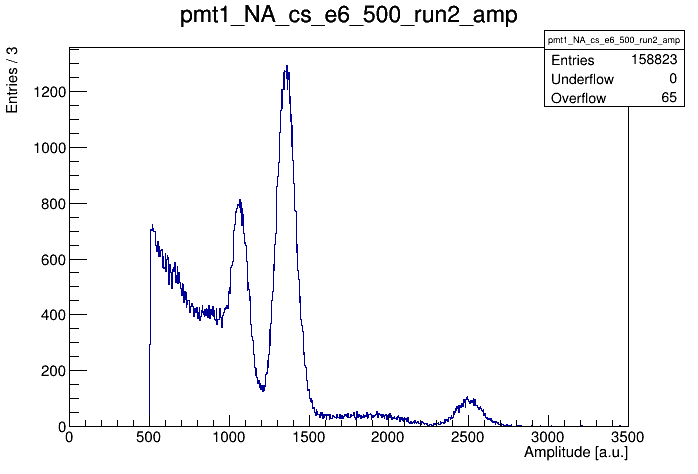 pmt1_NA_cs_e6_500_run2_amp
pmt1_NA_cs_e6_500_run2_amp
Entries 158823
Underflow 0
Overflow 65
Entries / 3
1200
1000
800
600
400
200
0
0 500 1000 1500 2000 2500 3000 3500
Amplitude [a.u.]